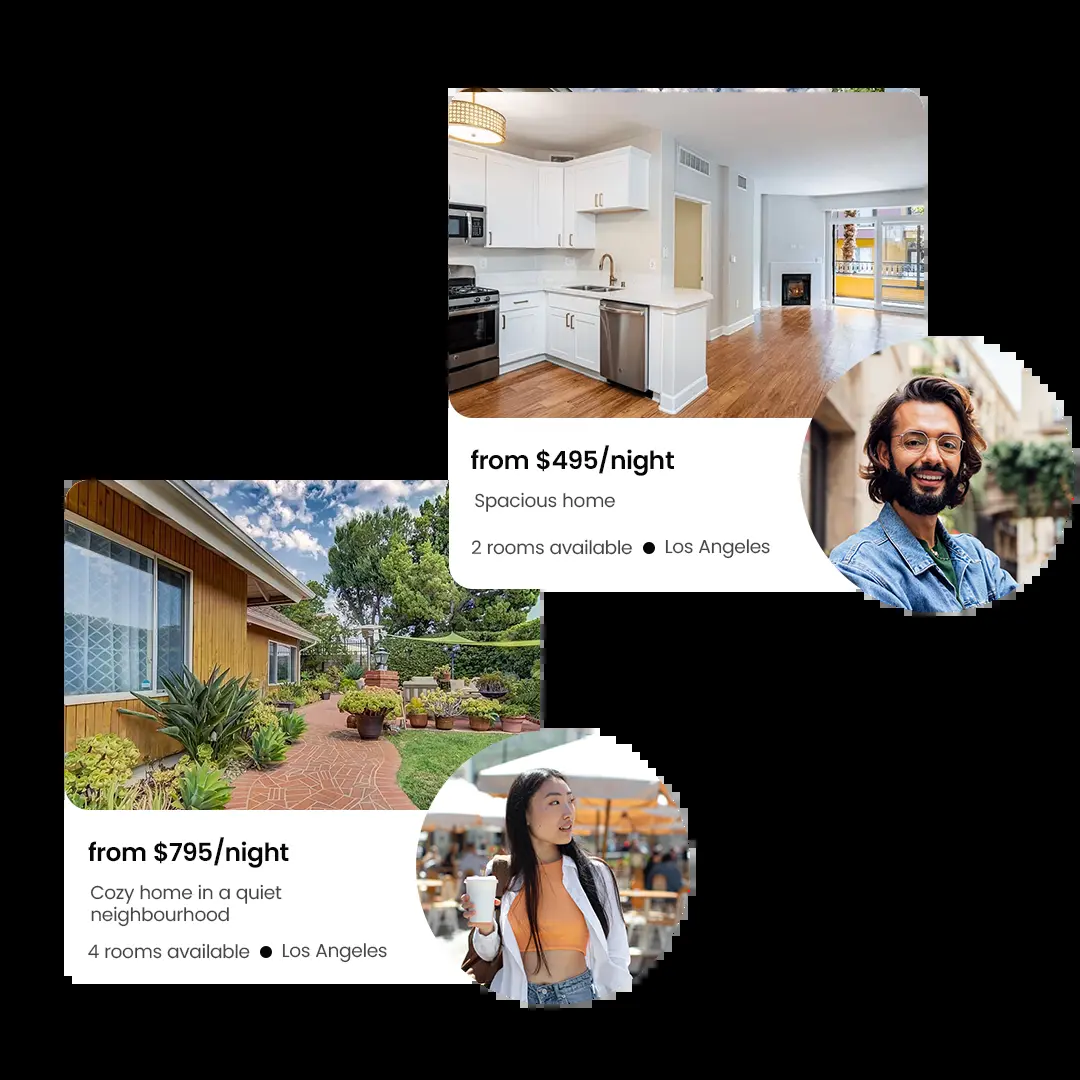 from $495/night
Spacious home
2 rooms available ● Los Angeles
from $795/night
Cozy home in a quiet
neighbourhood
4 rooms available ● Los Angeles